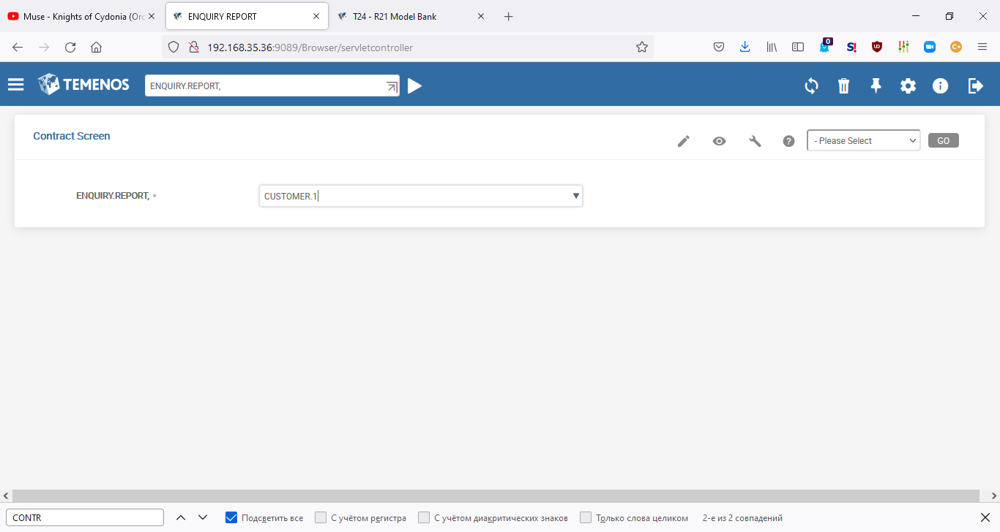 Muse - Knights of Cydonia (Orc
ENQUIRY REPORT
T24 - R21 Model Bank
192.168.35.36:9089/Browser/servletcontroller
0
S!
UD
C+
TEMENOS
ENQUIRY.REPORT,
Contract Screen
- Please Select
GO
ENQUIRY.REPORT, *
CUSTOMER.1
CONTR
Подсветить все
С учётом регистра
С учётом диакритических знаков
Только слова целиком
2-е из 2 совпадений